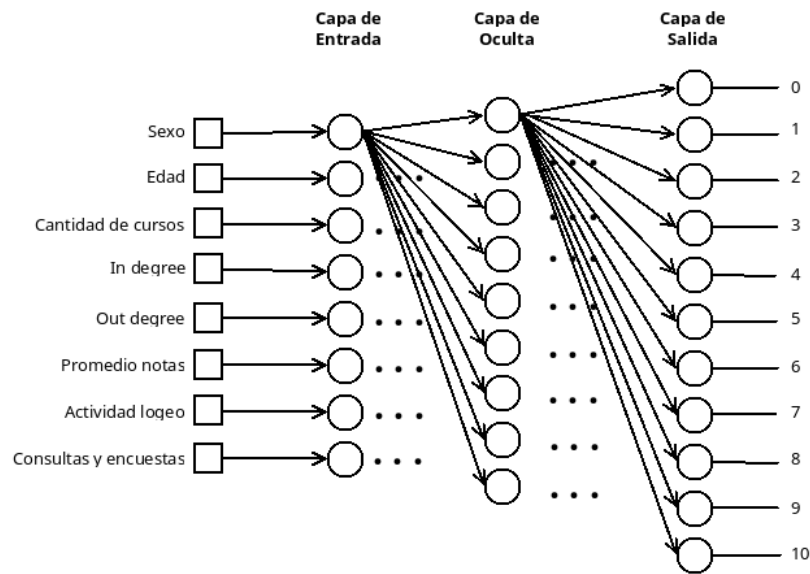 Capa de
Entrada
Capa de
Oculta
Capa de
Salida
Sexo
Edad
Cantidad de cursos
In degree
Out degree
Promedio notas
Actividad logeo
Consultas y encuestas
0
1
2
3
4
5
6
7
8
9
10